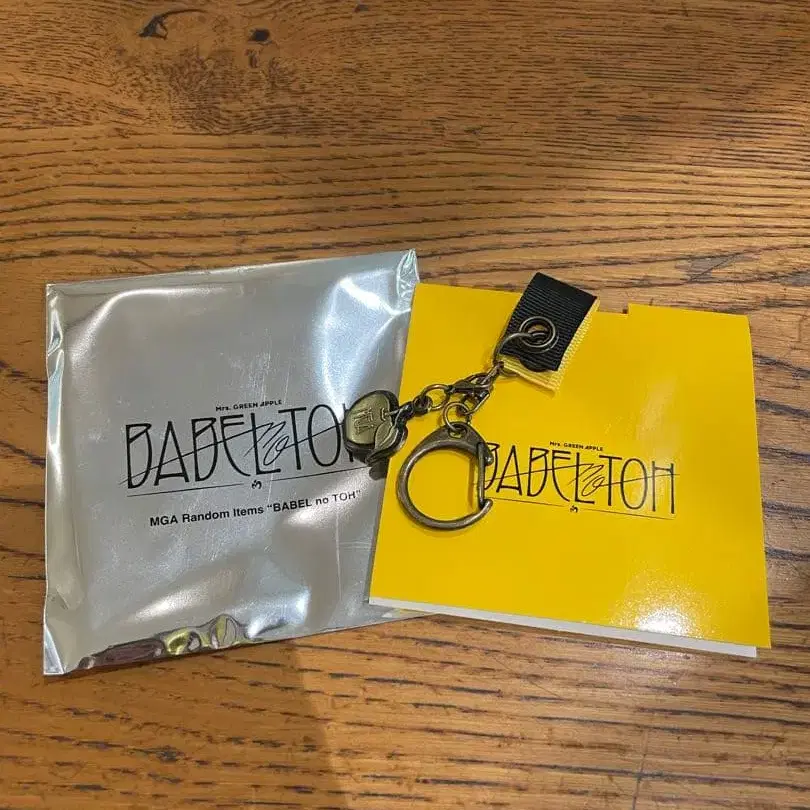 Mrs. GREEN APPLE
BABEL no TOH
MGA Random Items "BABEL no TOH"
Mrs. GREEN APPLE
BABEL no TOH